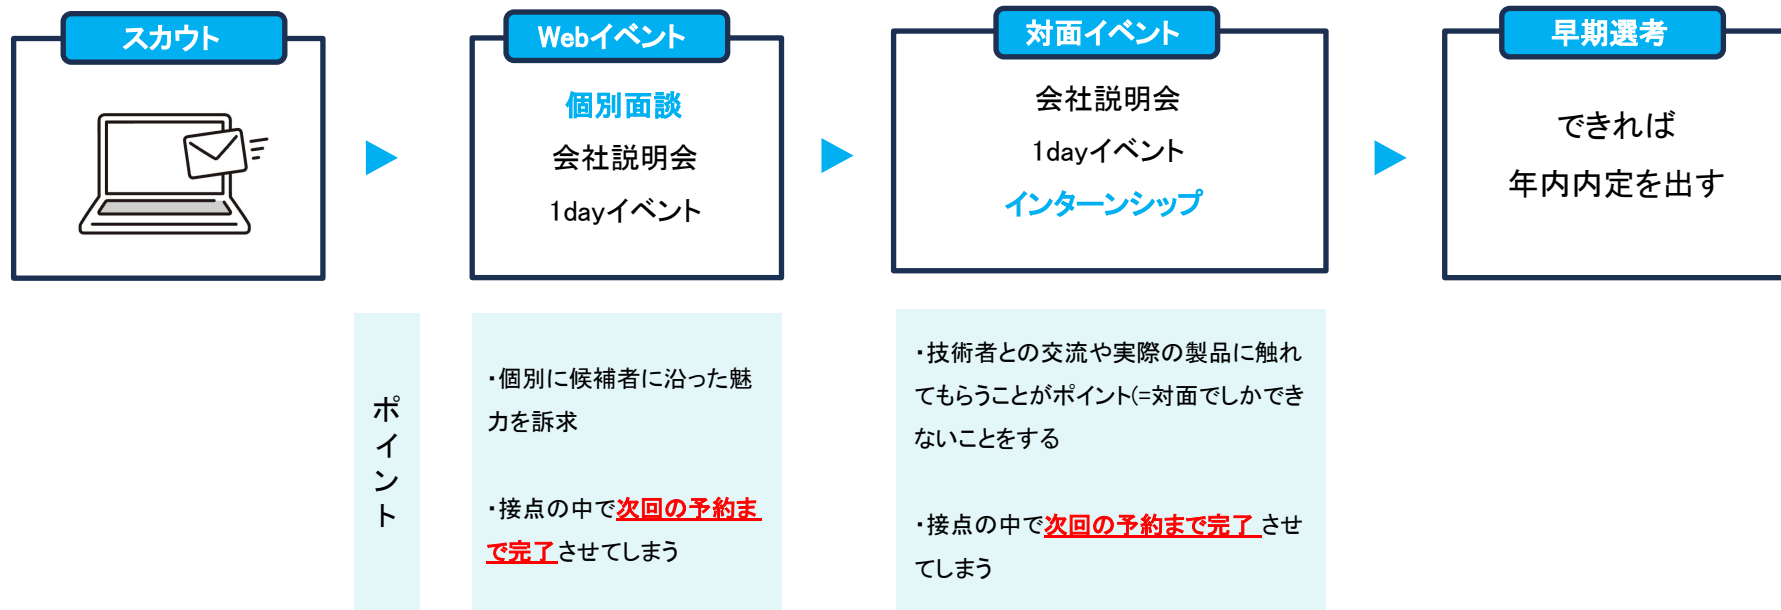 スカウト
Webイベント
個別面談
会社説明会
1dayイベント
対面イベント
会社説明会
1dayイベント
インターンシップ
早期選考
できれば
年内内定を出す
ポイント
・個別に候補者に沿った魅
力を訴求
・接点の中で次回の予約ま
で完了させてしまう
・技術者との交流や実際の製品に触れ
てもらうことがポイント(=対面でしかでき
ないことをする
・接点の中で次回の予約まで完了させ
てしまう